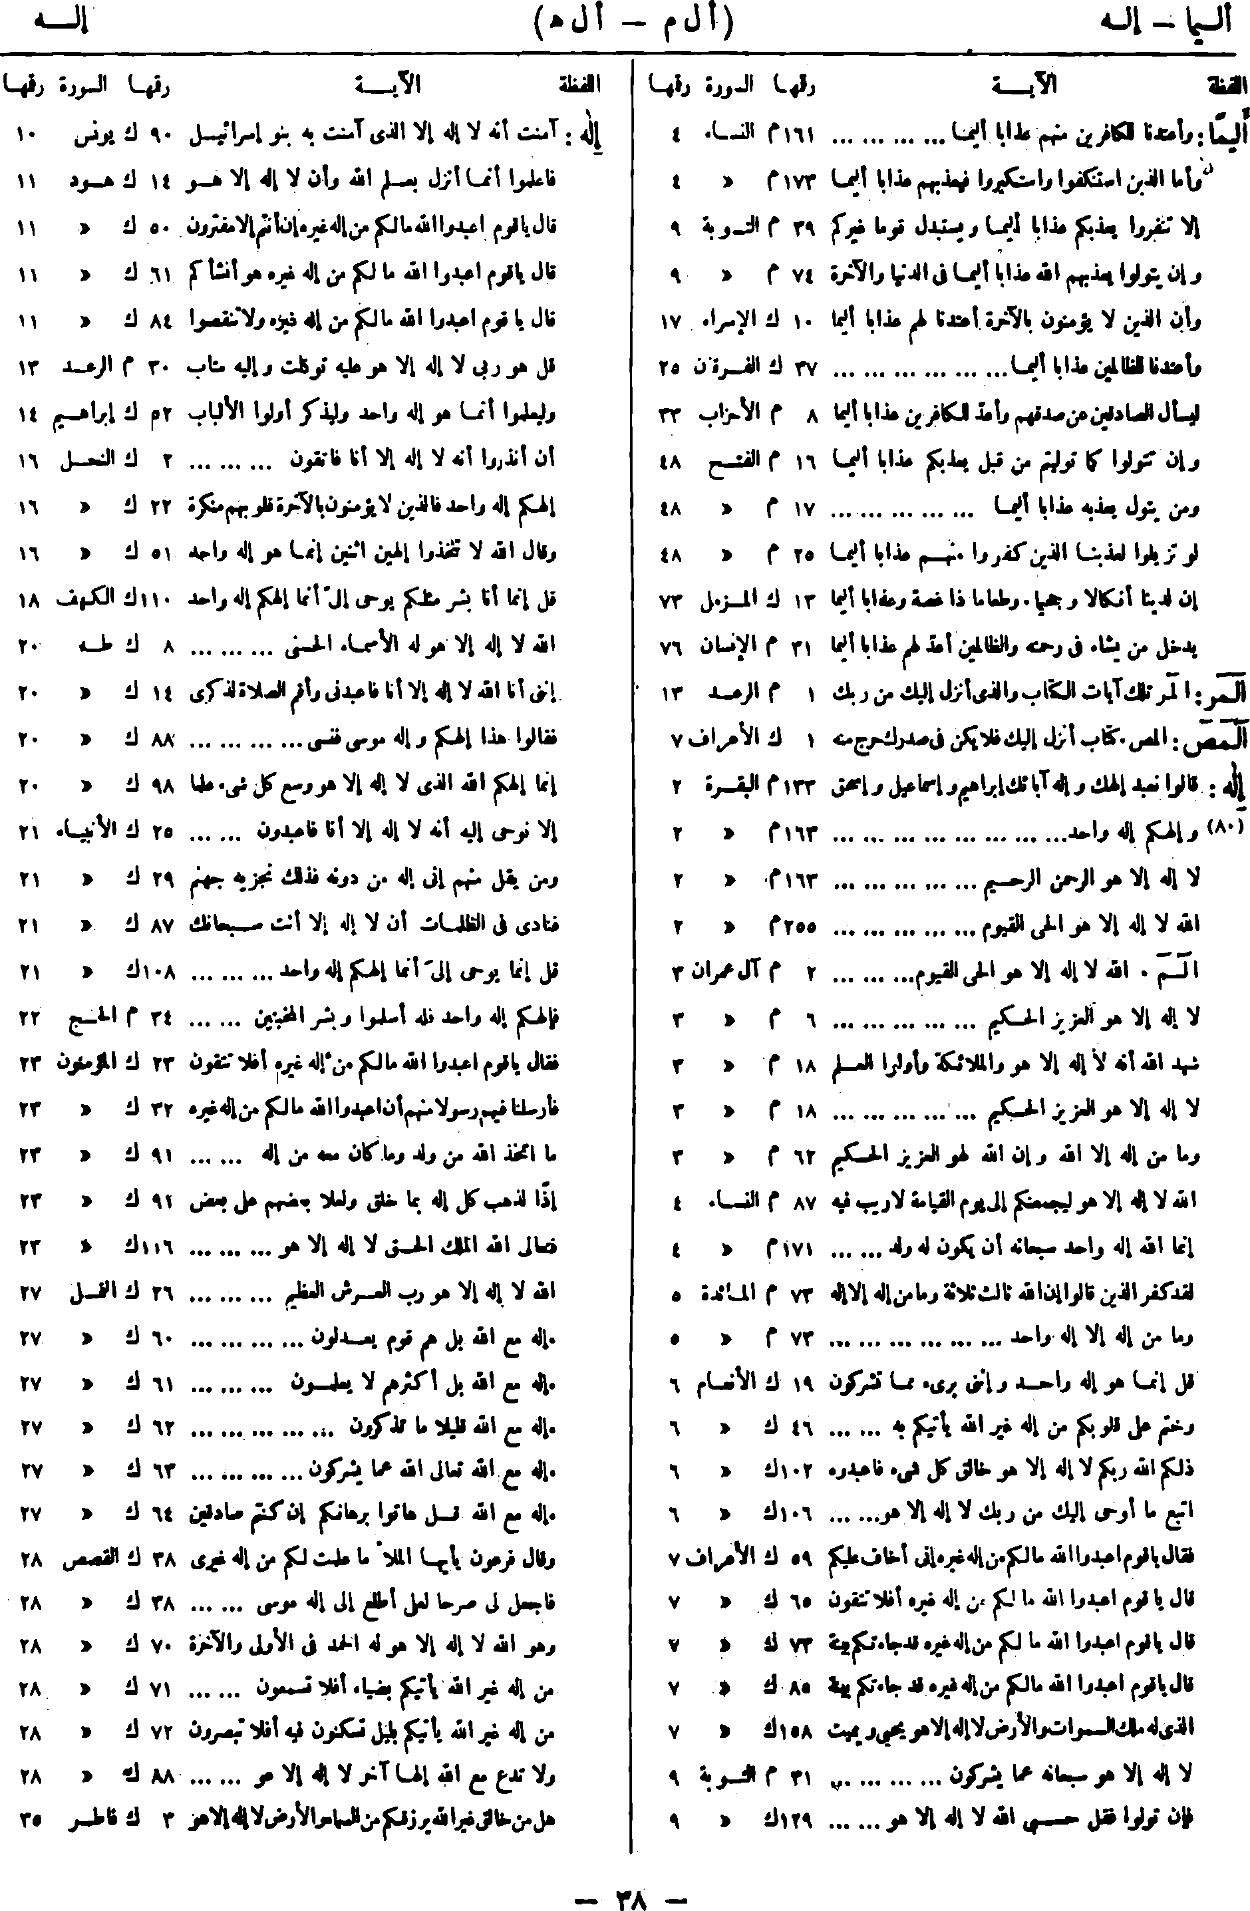 أليما — إله (أل م — أل ه) إلــه
اللفظة الآيــة رقمها السورة رقمها
أَلِيمًا: وأعتدنا للكافرين منهم عذابا أليما ... ... ... ... ١٦١ م النساء ٤
وأما الذين استنكفوا واستكبروا فيعذبهم عذابا أليما ١٧٣ م » ٤
إلا تنفروا يعذبكم عذابا أليما ويستبدل قوما غيركم ٣٩ م التوبة ٩
وإن يتولوا يعذبهم الله عذابا أليما فى الدنيا والآخرة ٧٤ م » ٩
وأن الذين لا يؤمنون بالآخرة أعتدنا لهم عذابا أليما ١٠ ك الإسراء ١٧
وأعتدنا للظالمين عذابا أليما ... ... ... ... ... ... ٣٧ ك الفرقان ٢٥
ليسأل الصادقين عن صدقهم وأعد للكافرين عذابا أليما ٨ م الأحزاب ٣٣
وإن تتولوا كما توليتم من قبل يعذبكم عذابا أليما ١٦ م الفتح ٤٨
ومن يتول يعذبه عذابا أليما ... ... ... ... ... ١٧ م » ٤٨
لو تزيلوا لعذبنا الذين كفروا منهم عذابا أليما ٢٥ م » ٤٨
إن لدينا أنكالا وجحيما . وطعاما ذا غصة وعذابا أليما ١٣ ك المزمل ٧٣
يدخل من يشاء فى رحمته والظالمين أعد لهم عذابا أليما ٣١ م الإنسان ٧٦
الٓمٓر: المر تلك آيات الكتاب والذى أنزل إليك من ربك ١ م الرعد ١٣
الٓمٓصٓ: المص . كتاب أنزل إليك فلا يكن فى صدرك حرج منه ١ ك الأعراف ٧
إِلَٰه: قالوا نعبد إلهك وإله آبائك إبراهيم وإسماعيل وإسحق ١٣٣ م البقرة ٢
(٨٠) وإلهكم إله واحد ... ... ... ... ... ... ... ... ١٦٣ م » ٢
لا إله إلا هو الرحمن الرحيم ... ... ... ... ... ١٦٣ م » ٢
الله لا إله إلا هو الحى القيوم ... ... ... ... ... ٢٥٥ م » ٢
الٓـمٓ . الله لا إله إلا هو الحى القيوم ... ... ... ٢ م آل عمران ٣
لا إله إلا هو العزيز الحكيم ... ... ... ... ... ٦ م » ٣
شهد الله أنه لا إله إلا هو والملائكة وأولوا العلم ١٨ م » ٣
لا إله إلا هو العزيز الحكيم ... ... ... ... ... ١٨ م » ٣
وما من إله إلا الله وإن الله لهو العزيز الحكيم ٦٢ م » ٣
الله لا إله إلا هو ليجمعنكم إلى يوم القيامة لا ريب فيه ٨٧ م النساء ٤
إنما الله إله واحد سبحانه أن يكون له ولد ... ... ١٧١ م » ٤
لقد كفر الذين قالوا إن الله ثالث ثلاثة وما من إله إلا إله ٧٣ م المائدة ٥
وما من إله إلا إله واحد ... ... ... ... ... ... ٧٣ م » ٥
قل إنما هو إله واحد وإننى برىء مما تشركون ١٩ ك الأنعام ٦
وختم على قلوبكم من إله غير الله يأتيكم به ... ... ٤٦ ك » ٦
ذلكم الله ربكم لا إله إلا هو خالق كل شىء فاعبدوه ١٠٢ ك » ٦
اتبع ما أوحى إليك من ربك لا إله إلا هو ... ... ١٠٦ ك » ٦
فقال ياقوم اعبدوا الله مالكم من إله غيره إنى أخاف عليكم ٥٩ ك الأعراف ٧
قال ياقوم اعبدوا الله مالكم من إله غيره أفلا تتقون ٦٥ ك » ٧
قال ياقوم اعبدوا الله مالكم من إله غيره قد جاءتكم بينة ٧٣ ك » ٧
قال ياقوم اعبدوا الله مالكم من إله غيره قد جاءتكم بينة ٨٥ ك » ٧
الذى له ملك السموات والأرض لا إله إلا هو يحيى ويميت ١٥٨ ك » ٧
لا إله إلا هو سبحانه عما يشركون ... ... ... ... ٣١ م التوبة ٩
فإن تولوا فقل حسبى الله لا إله إلا هو ... ... ١٢٩ ك » ٩
اللفظة الآيــة رقمها السورة رقمها
إِلَٰه: آمنت أنه لا إله إلا الذى آمنت به بنو إسرائيل ٩٠ ك يونس ١٠
فاعلموا أنما أنزل بعلم الله وأن لا إله إلا هو ١٤ ك هود ١١
قال ياقوم اعبدوا الله مالكم من إله غيره إن أنتم إلا مفترون ٥٠ ك » ١١
قال ياقوم اعبدوا الله مالكم من إله غيره هو أنشأكم ٦١ ك » ١١
قال ياقوم اعبدوا الله مالكم من إله غيره ولا تنقصوا ٨٤ ك » ١١
قل هو ربى لا إله إلا هو عليه توكلت وإليه متاب ٣٠ م الرعد ١٣
وليعلموا أنما هو إله واحد وليذكر أولوا الألباب ٥٢ ك إبراهيم ١٤
أن أنذروا أنه لا إله إلا أنا فاتقون ... ... ... ٢ ك النحل ١٦
إلهكم إله واحد فالذين لا يؤمنون بالآخرة قلوبهم منكرة ٢٢ ك » ١٦
وقال الله لا تتخذوا إلهين اثنين إنما هو إله واحد ٥١ ك » ١٦
قل إنما أنا بشر مثلكم يوحى إلىّ أنما إلهكم إله واحد ١١٠ ك الكهف ١٨
الله لا إله إلا هو له الأسماء الحسنى ... ... ... ٨ ك طه ٢٠
إننى أنا الله لا إله إلا أنا فاعبدنى وأقم الصلاة لذكرى ١٤ ك » ٢٠
فقالوا هذا إلهكم وإله موسى فنسى ... ... ... ... ٨٨ ك » ٢٠
إنما إلهكم الله الذى لا إله إلا هو وسع كل شىء علما ٩٨ ك » ٢٠
إلا نوحى إليه أنه لا إله إلا أنا فاعبدون ... ... ٢٥ ك الأنبياء ٢١
ومن يقل منهم إنى إله من دونه فذلك نجزيه جهنم ٢٩ ك » ٢١
فنادى فى الظلمات أن لا إله إلا أنت سبحانك ٨٧ ك » ٢١
قل إنما يوحى إلىّ أنما إلهكم إله واحد ... ... ... ١٠٨ ك » ٢١
فإلهكم إله واحد فله أسلموا وبشر المخبتين ... ... ٣٤ م الحج ٢٢
فقال ياقوم اعبدوا الله مالكم من إله غيره أفلا تتقون ٢٣ ك المؤمنون ٢٣
فأرسلنا فيهم رسولا منهم أن اعبدوا الله مالكم من إله غيره ٣٢ ك » ٢٣
ما اتخذ الله من ولد وما كان معه من إله ... ... ٩١ ك » ٢٣
إذًا لذهب كل إله بما خلق ولعلا بعضهم على بعض ٩١ ك » ٢٣
فتعالى الله الملك الحق لا إله إلا هو ... ... ... ١١٦ ك » ٢٣
الله لا إله إلا هو رب العرش العظيم ... ... ... ٢٦ ك النمل ٢٧
ءإله مع الله بل هم قوم يعدلون ... ... ... ... ٦٠ ك » ٢٧
ءإله مع الله بل أكثرهم لا يعلمون ... ... ... ٦١ ك » ٢٧
ءإله مع الله قليلا ما تذكرون ... ... ... ... ... ٦٢ ك » ٢٧
ءإله مع الله تعالى الله عما يشركون ... ... ... ... ٦٣ ك » ٢٧
ءإله مع الله قل هاتوا برهانكم إن كنتم صادقين ٦٤ ك » ٢٧
وقال فرعون يأيها الملأ ما علمت لكم من إله غيرى ٣٨ ك القصص ٢٨
فاجعل لى صرحا لعلى أطلع إلى إله موسى ... ... ٣٨ ك » ٢٨
وهو الله لا إله إلا هو له الحمد فى الأولى والآخرة ٧٠ ك » ٢٨
من إله غير الله يأتيكم بضياء أفلا تسمعون ... ... ٧١ ك » ٢٨
من إله غير الله يأتيكم بليل تسكنون فيه أفلا تبصرون ٧٢ ك » ٢٨
ولا تدع مع الله إلها آخر لا إله إلا هو ... ... ٨٨ ك » ٢٨
هل من خالق غير الله يرزقكم من السماء والأرض لا إله إلا هو ٣ ك فاطر ٣٥
— ٣٨ —